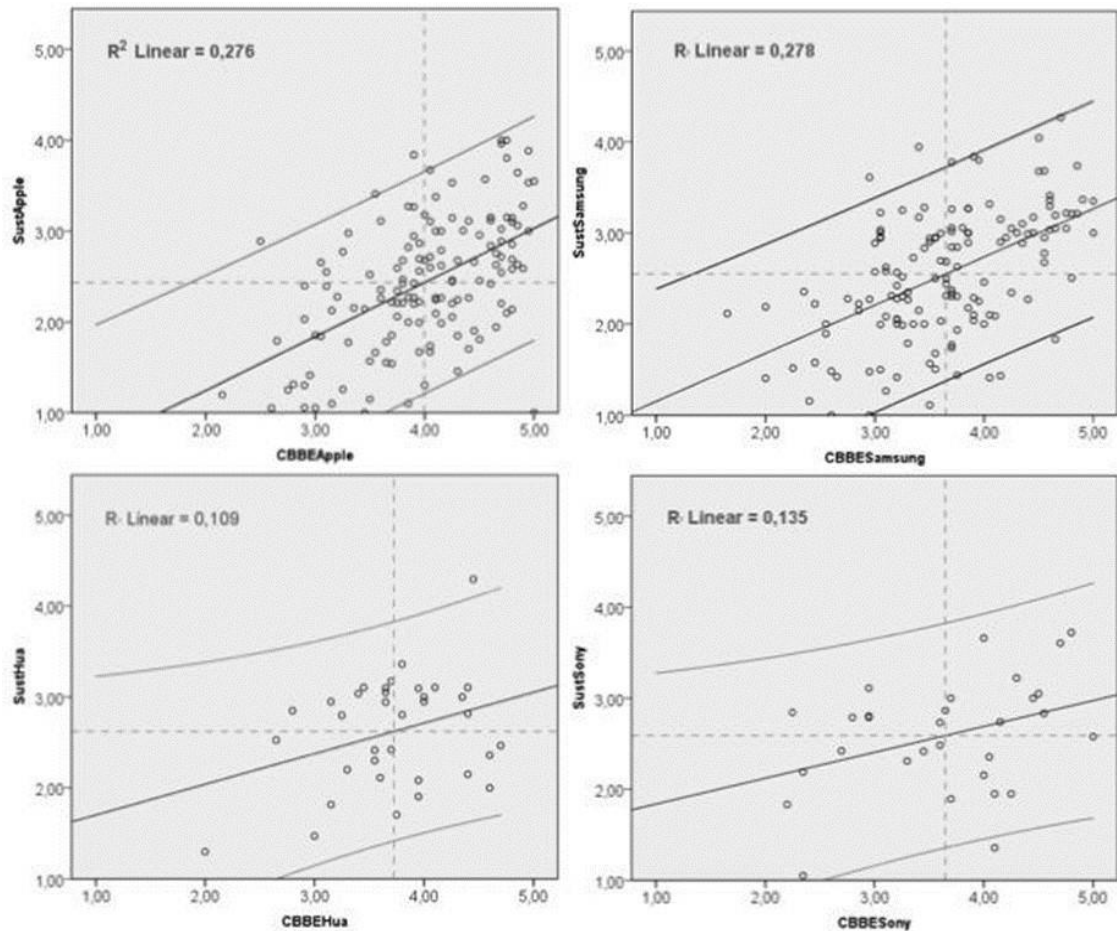 R² Linear = 0,276
SustApple
5,00
4,00
3,00
2,00
1,00
1,00 2,00 3,00 4,00 5,00
CBBEApple
R· Linear = 0,278
SustSamsung
5,00
4,00
3,00
2,00
1,00
1,00 2,00 3,00 4,00 5,00
CBBESamsung
R· Linear = 0,109
SustHua
5,00
4,00
3,00
2,00
1,00
1,00 2,00 3,00 4,00 5,00
CBBEHua
R· Linear = 0,135
SustSony
5,00
4,00
3,00
2,00
1,00
1,00 2,00 3,00 4,00 5,00
CBBESony